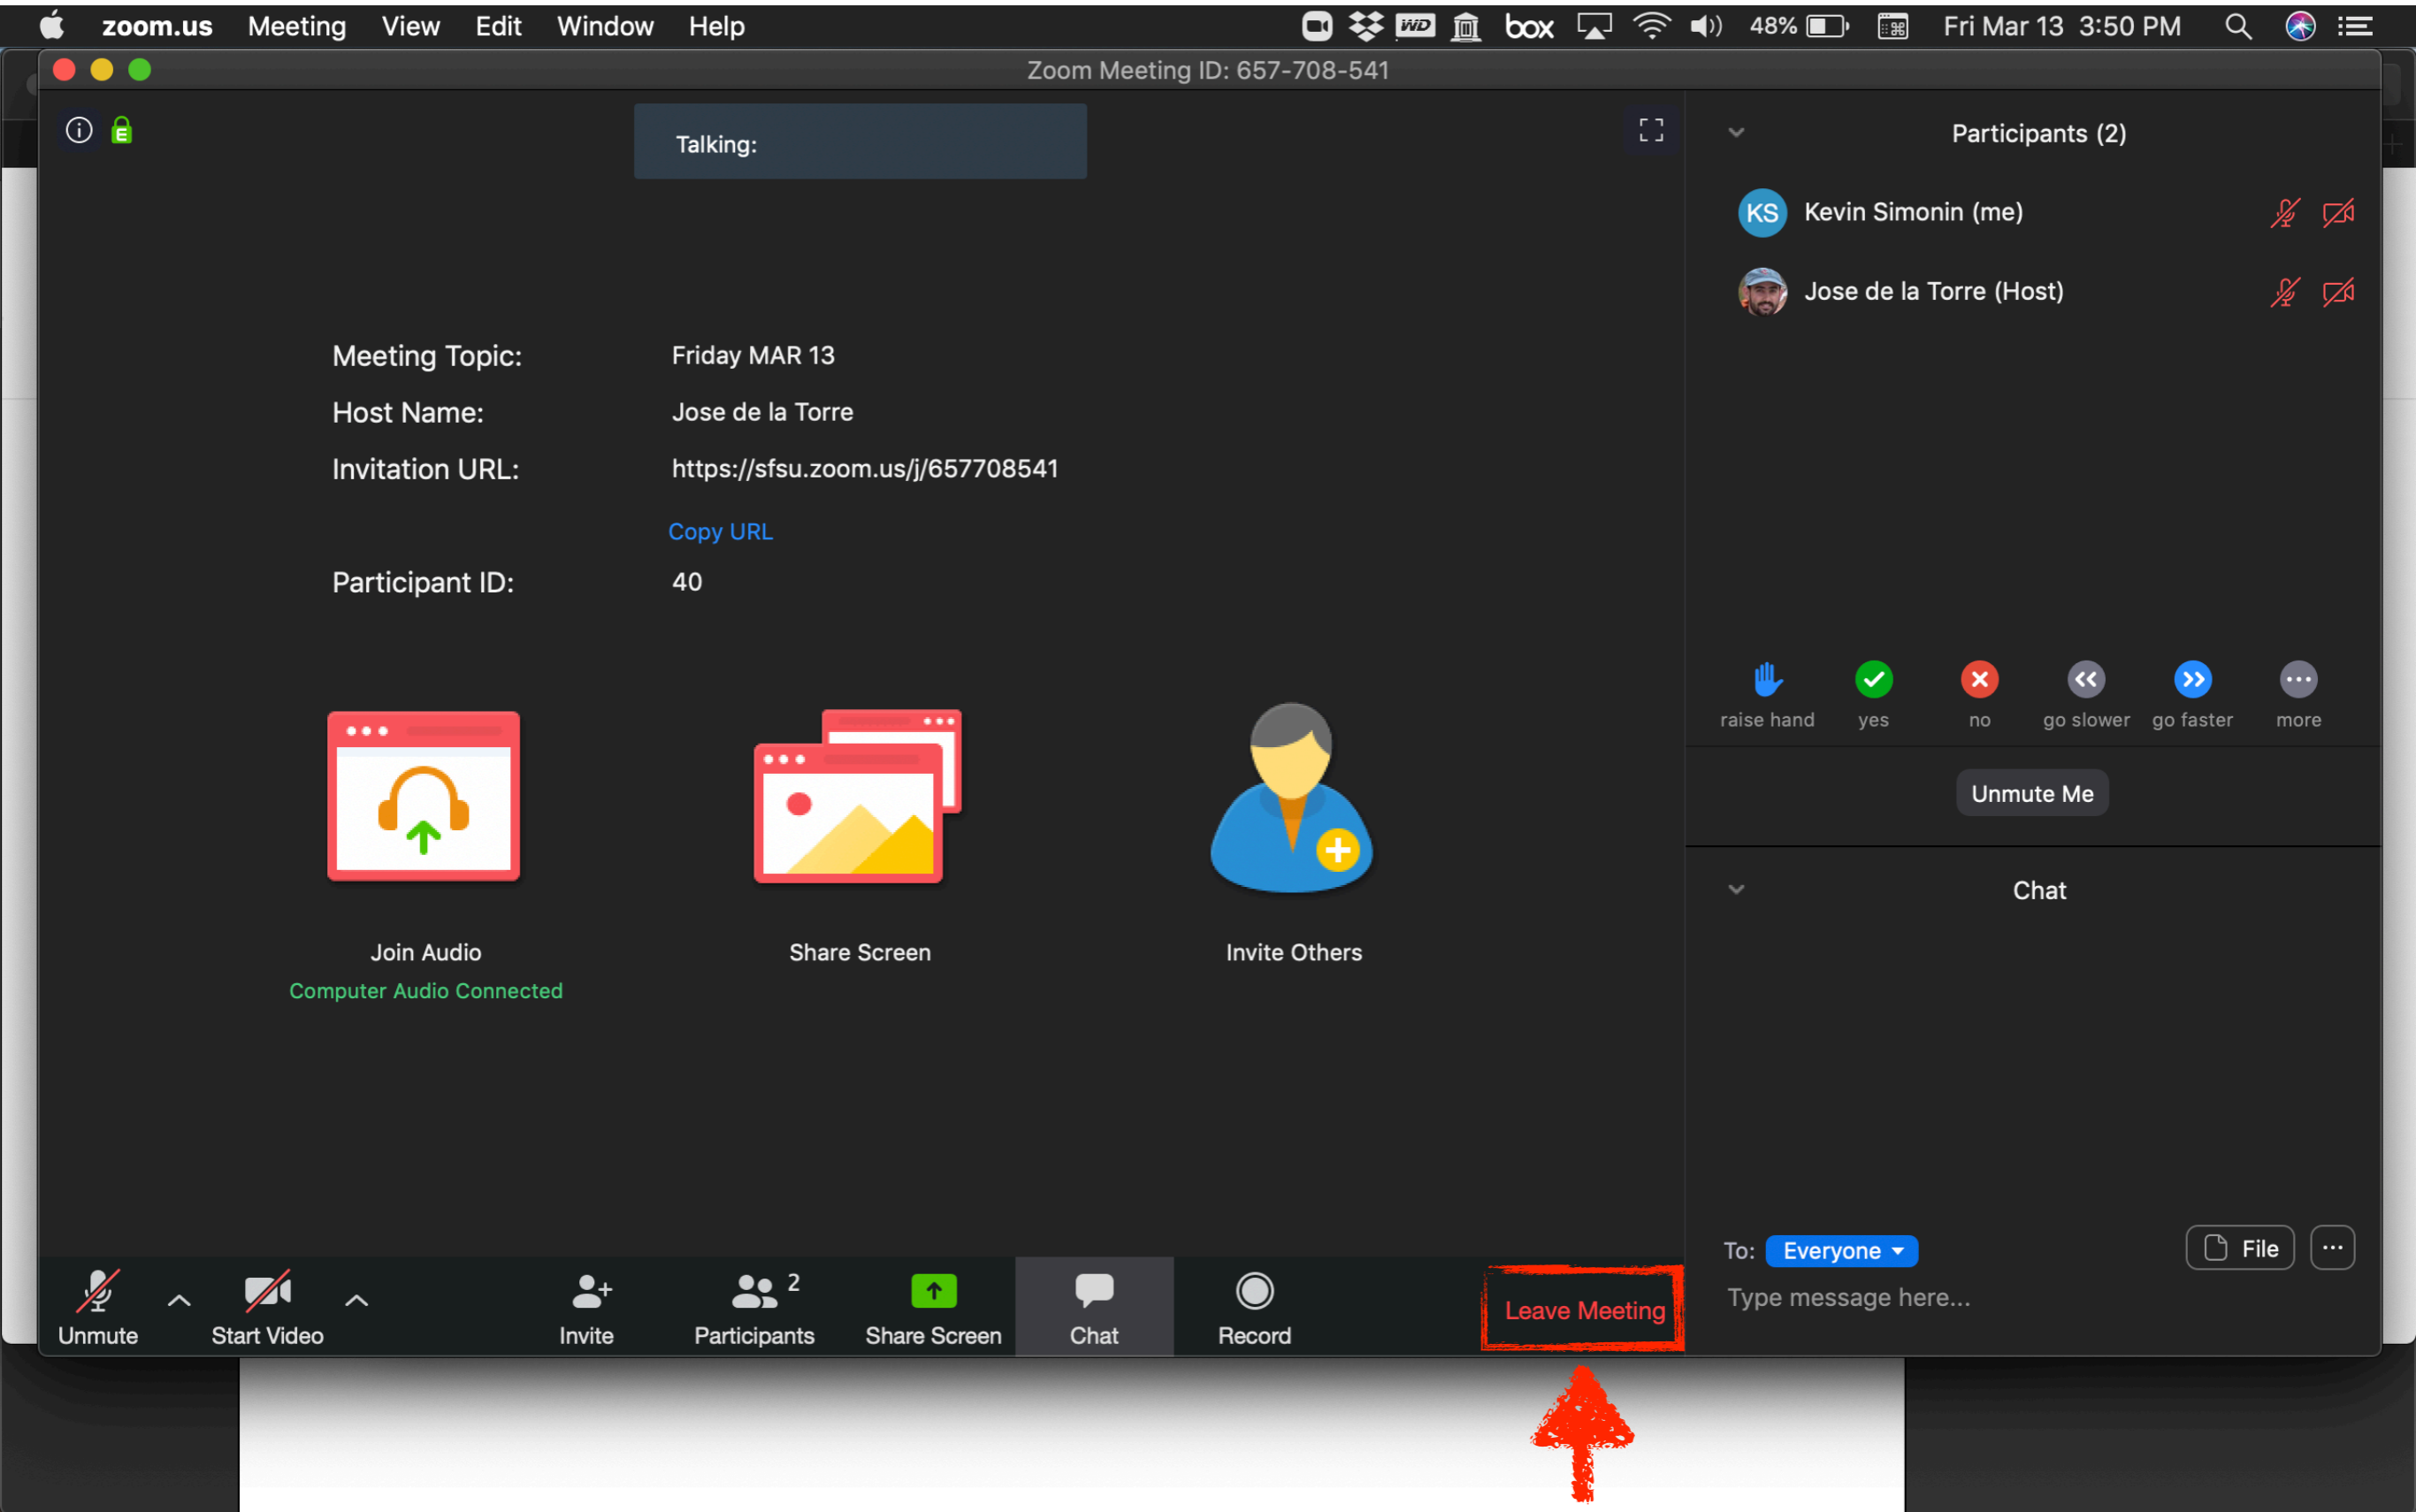 zoom.us Meeting View Edit Window Help WD box 48% Fri Mar 13 3:50 PM
Zoom Meeting ID: 657-708-541
E
Talking:
Meeting Topic: Friday MAR 13
Host Name: Jose de la Torre
Invitation URL: https://sfsu.zoom.us/j/657708541
Copy URL
Participant ID: 40
Join Audio
Computer Audio Connected
Share Screen
Invite Others
Participants (2)
KS Kevin Simonin (me)
Jose de la Torre (Host)
raise hand yes no go slower go faster more
Unmute Me
Chat
To: Everyone File
Type message here...
Unmute Start Video Invite Participants 2 Share Screen Chat Record Leave Meeting